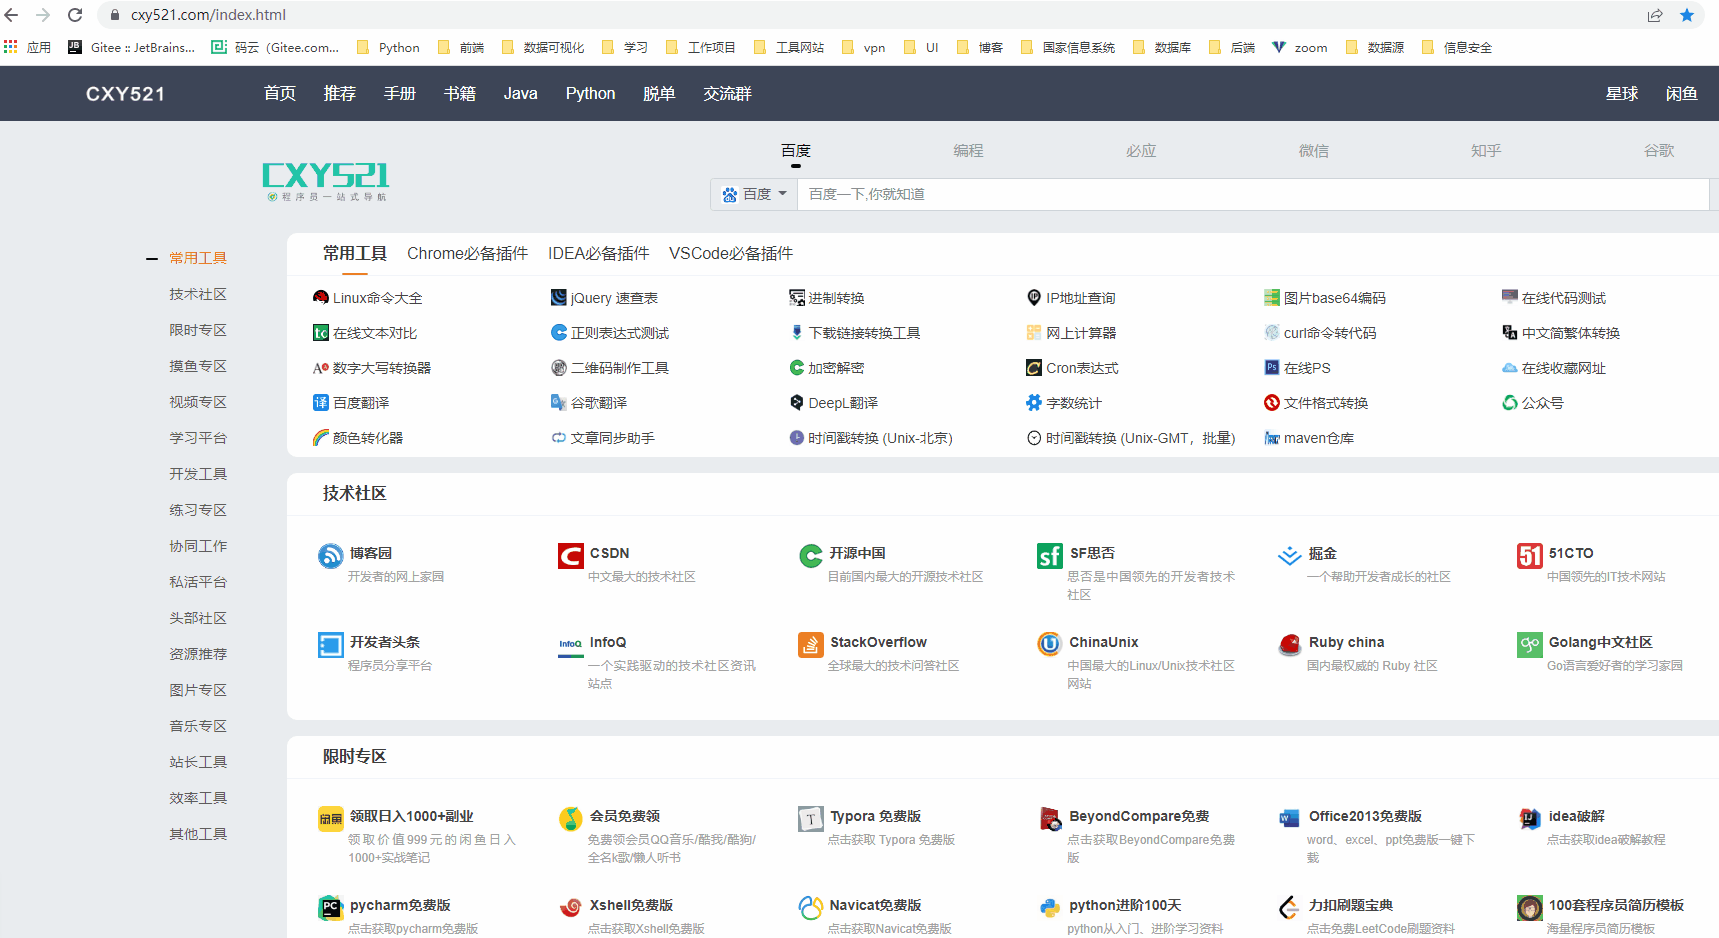 cxy521.com/index.html
应用 Gitee :: JetBrains... 码云（Gitee.com... Python 前端 数据可视化 学习 工作项目 工具网站 vpn UI 博客 国家信息系统 数据库 后端 zoom 数据源 信息安全
CXY521 首页 推荐 手册 书籍 Java Python 脱单 交流群 星球 闲鱼
百度 编程 必应 微信 知乎 谷歌
CXY521
程序员一站式导航
百度 百度一下,你就知道
常用工具
技术社区
限时专区
摸鱼专区
视频专区
学习平台
开发工具
练习专区
协同工作
私活平台
头部社区
资源推荐
图片专区
音乐专区
站长工具
效率工具
其他工具
常用工具 Chrome必备插件 IDEA必备插件 VSCode必备插件
Linux命令大全 jQuery 速查表 进制转换 IP地址查询 图片base64编码 在线代码测试
在线文本对比 正则表达式测试 下载链接转换工具 网上计算器 curl命令转代码 中文简繁体转换
数字大写转换器 二维码制作工具 加密解密 Cron表达式 在线PS 在线收藏网址
百度翻译 谷歌翻译 DeepL翻译 字数统计 文件格式转换 公众号
颜色转化器 文章同步助手 时间戳转换 (Unix-北京) 时间戳转换 (Unix-GMT，批量) maven仓库
技术社区
博客园 CSDN 开源中国 SF思否 掘金 51CTO
开发者的网上家园 中文最大的技术社区 目前国内最大的开源技术社区 思否是中国领先的开发者技术 一个帮助开发者成长的社区 中国领先的IT技术网站
社区
开发者头条 InfoQ StackOverflow ChinaUnix Ruby china Golang中文社区
程序员分享平台 一个实践驱动的技术社区资讯 全球最大的技术问答社区 中国最大的Linux/Unix技术社区 国内最权威的 Ruby 社区 Go语言爱好者的学习家园
站点 网站
限时专区
领取日入1000+副业 会员免费领 Typora 免费版 BeyondCompare免费 Office2013免费版 idea破解
领取价值999元的闲鱼日入 免费领会员QQ音乐/酷我/酷狗/ 点击获取 Typora 免费版 点击获取BeyondCompare免费 word、excel、ppt免费版一键下 点击获取idea破解教程
1000+实战笔记 全名k歌/懒人听书 版 载
pycharm免费版 Xshell免费版 Navicat免费版 python进阶100天 力扣刷题宝典 100套程序员简历模板
点击获取pycharm免费版 点击获取Xshell免费版 点击获取Navicat免费版 python从入门、进阶学习资料 点击免费LeetCode刷题资料 海量程序员简历模板